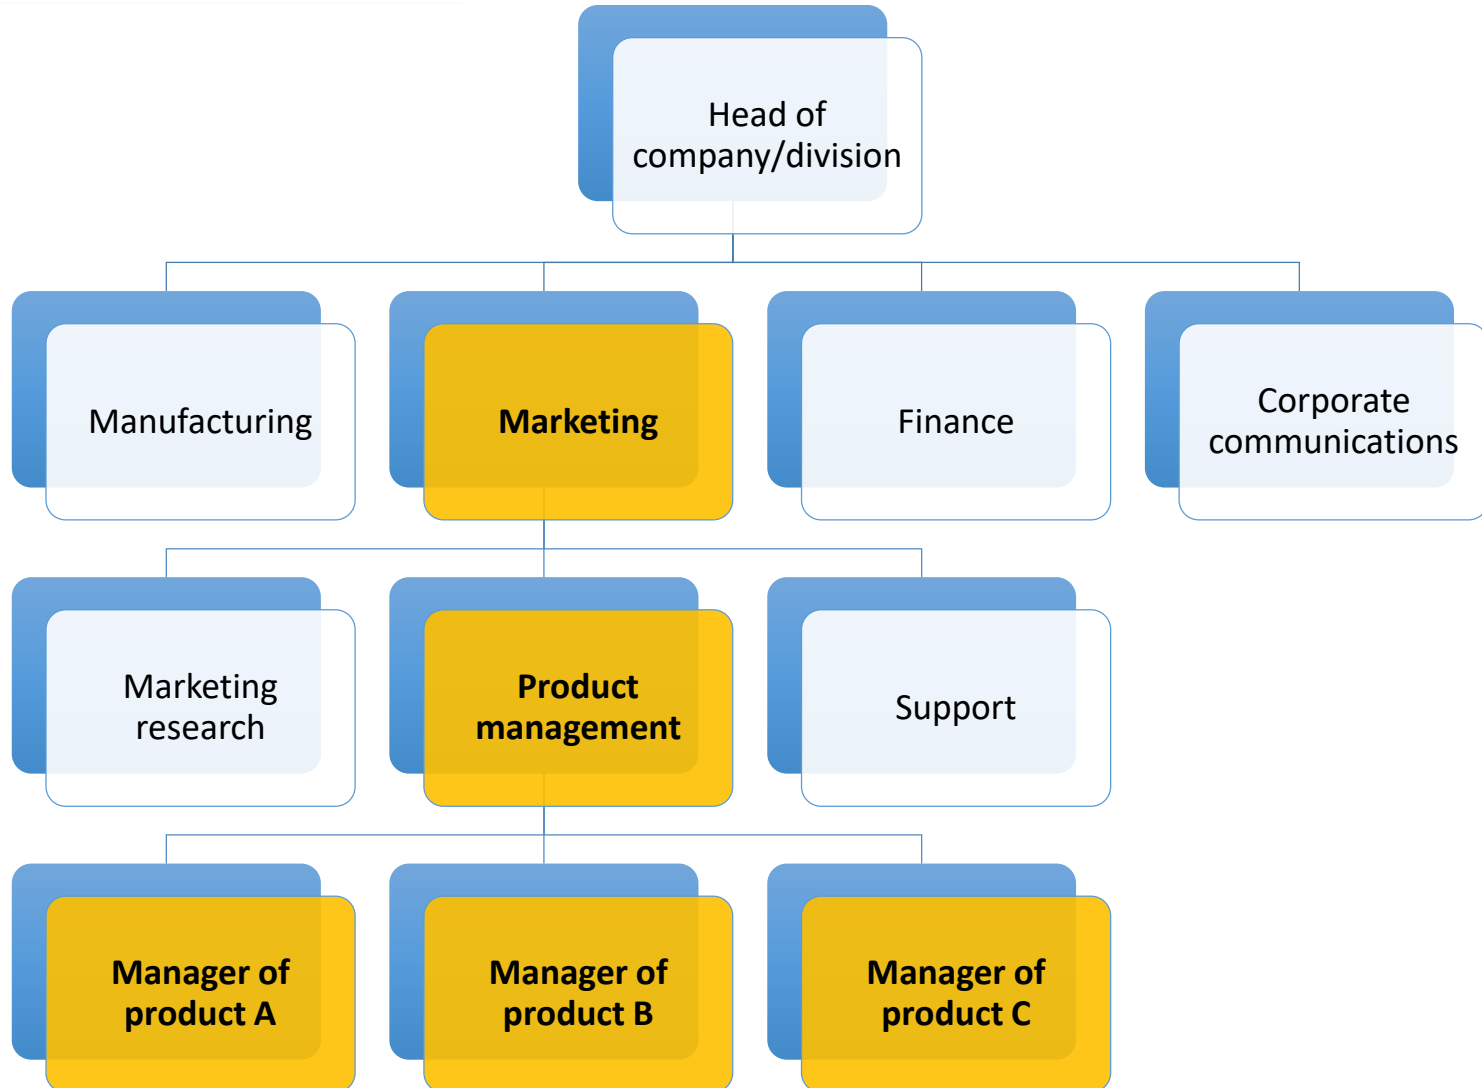 Head of
company/division
Manufacturing
Marketing
Finance
Corporate
communications
Marketing
research
Product
management
Support
Manager of
product A
Manager of
product B
Manager of
product C